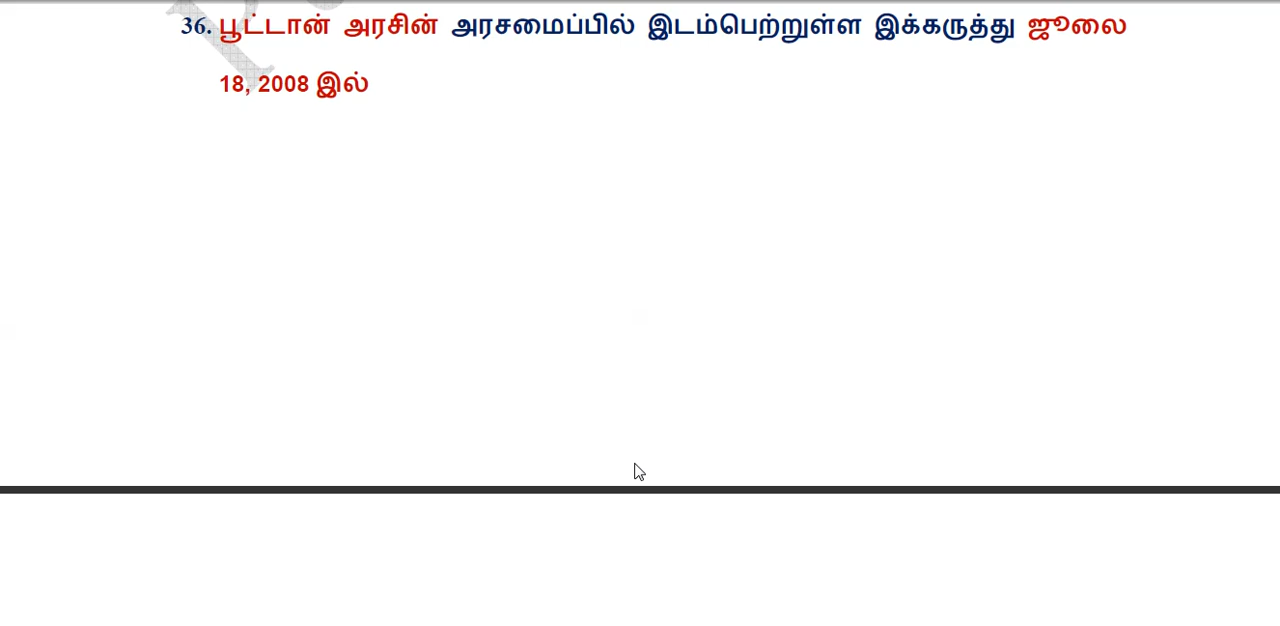 36. பூட்டான் அரசின் அரசமைப்பில் இடம்பெற்றுள்ள இக்கருத்து ஜூலை
18, 2008 இல்